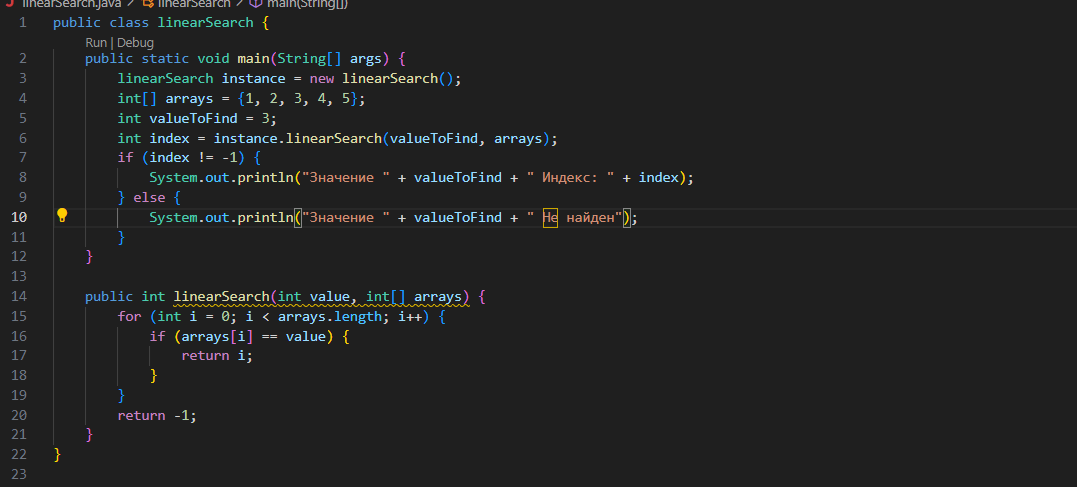 linearSearch.java > linearSearch > main(String[])
1 public class linearSearch {
Run | Debug
2 public static void main(String[] args) {
3 linearSearch instance = new linearSearch();
4 int[] arrays = {1, 2, 3, 4, 5};
5 int valueToFind = 3;
6 int index = instance.linearSearch(valueToFind, arrays);
7 if (index != -1) {
8 System.out.println("Значение " + valueToFind + " Индекс: " + index);
9 } else {
10 System.out.println("Значение " + valueToFind + " Не найден");
11 }
12 }
13
14 public int linearSearch(int value, int[] arrays) {
15 for (int i = 0; i < arrays.length; i++) {
16 if (arrays[i] == value) {
17 return i;
18 }
19 }
20 return -1;
21 }
22 }
23